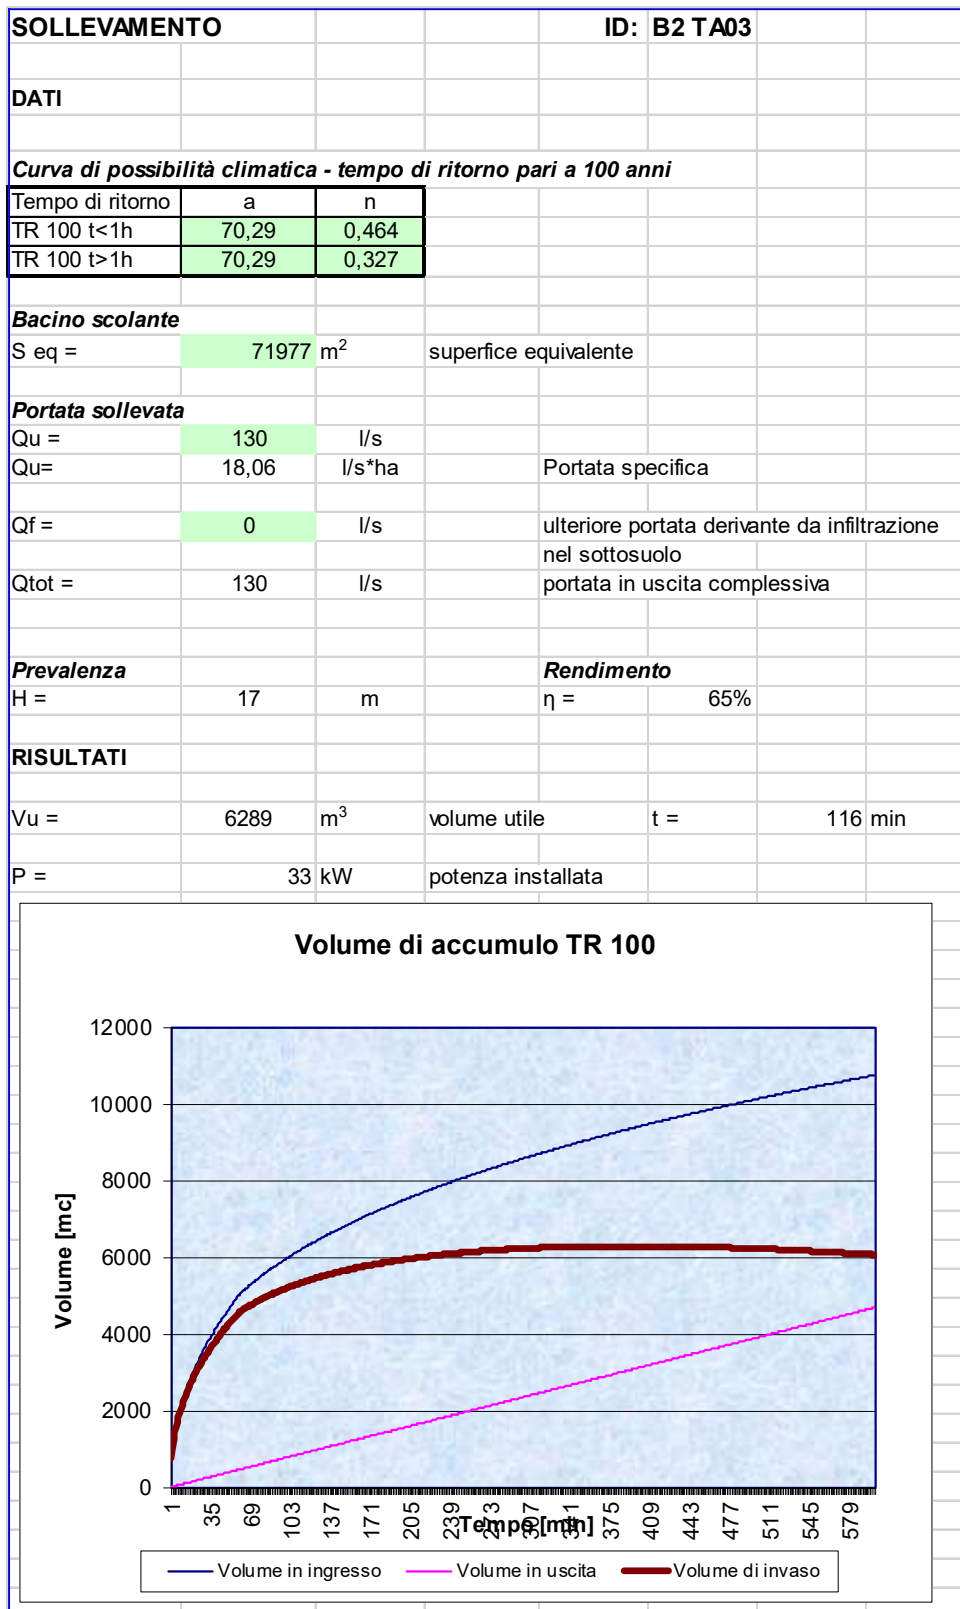 SOLLEVAMENTO ID: B2 TA03
DATI
Curva di possibilità climatica - tempo di ritorno pari a 100 anni
Tempo di ritorno a n
TR 100 t<1h 70,29 0,464
TR 100 t>1h 70,29 0,327
Bacino scolante
S eq = 71977 m² superfice equivalente
Portata sollevata
Qu = 130 l/s
Qu= 18,06 l/s*ha Portata specifica
Qf = 0 l/s ulteriore portata derivante da infiltrazione
nel sottosuolo
Qtot = 130 l/s portata in uscita complessiva
Prevalenza Rendimento
H = 17 m η = 65%
RISULTATI
Vu = 6289 m³ volume utile t = 116 min
P = 33 kW potenza installata
Volume di accumulo TR 100
12000
10000
8000
6000
4000
2000
0
Volume [mc]
1 35 69 103 137 171 205 239 273 307 341 375 409 443 477 511 545 579
Tempo [min]
Volume in ingresso Volume in uscita Volume di invaso